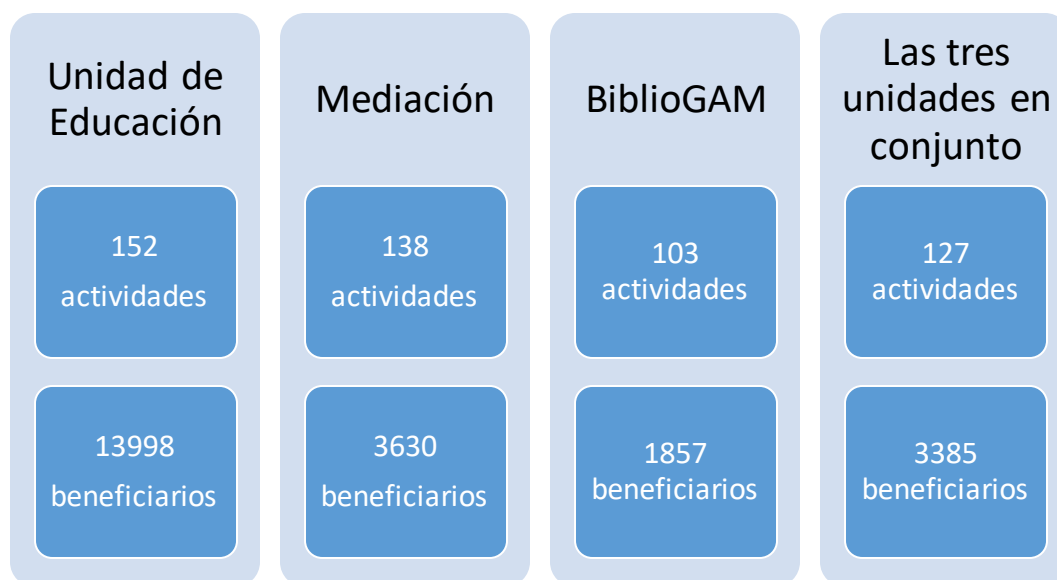 Unidad de
Educación
152
actividades
13998
beneficiarios
Mediación
138
actividades
3630
beneficiarios
BiblioGAM
103
actividades
1857
beneficiarios
Las tres
unidades en
conjunto
127
actividades
3385
beneficiarios